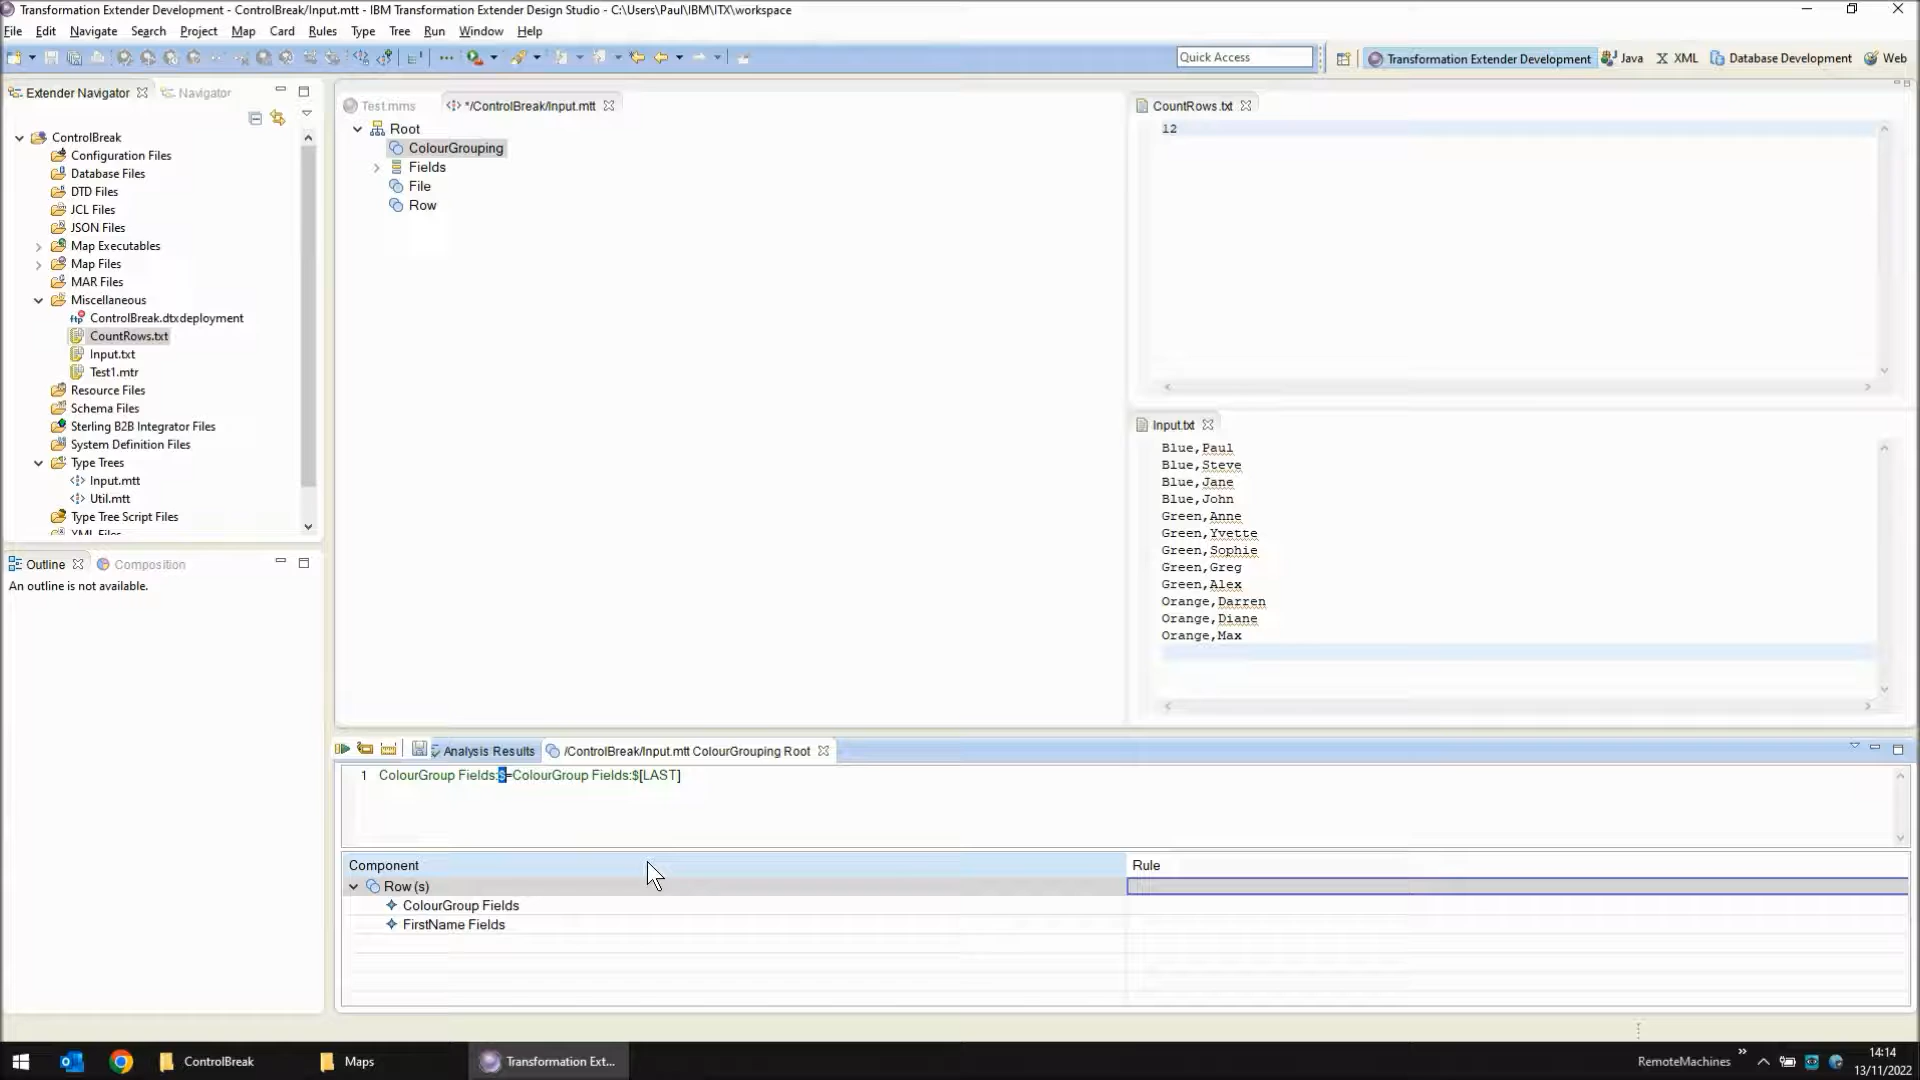 Transformation Extender Development - ControlBreak/Input.mtt - IBM Transformation Extender Design Studio - C:\Users\Paul\IBM\ITX\workspace
File Edit Navigate Search Project Map Card Rules Type Tree Run Window Help
Quick Access
Transformation Extender Development
Java
XML
Database Development
Web
Extender Navigator
Navigator
ControlBreak
Configuration Files
Database Files
DTD Files
JCL Files
JSON Files
Map Executables
Map Files
MAR Files
Miscellaneous
ControlBreak.dtxdeployment
CountRows.txt
Input.txt
Test1.mtr
Resource Files
Schema Files
Sterling B2B Integrator Files
System Definition Files
Type Trees
Input.mtt
Util.mtt
Type Tree Script Files
XML Files
Outline
Composition
An outline is not available.
Test.mms
*/ControlBreak/Input.mtt
Root
ColourGrouping
Fields
File
Row
CountRows.txt
12
Input.txt
Blue,Paul
Blue,Steve
Blue,Jane
Blue,John
Green,Anne
Green,Yvette
Green,Sophie
Green,Greg
Green,Alex
Orange,Darren
Orange,Diane
Orange,Max
Analysis Results
/ControlBreak/Input.mtt ColourGrouping Root
1 ColourGroup Fields:$=ColourGroup Fields:$[LAST]
Component Rule
Row (s)
ColourGroup Fields
FirstName Fields
ControlBreak
Maps
Transformation Ext...
RemoteMachines
14:14
13/11/2022